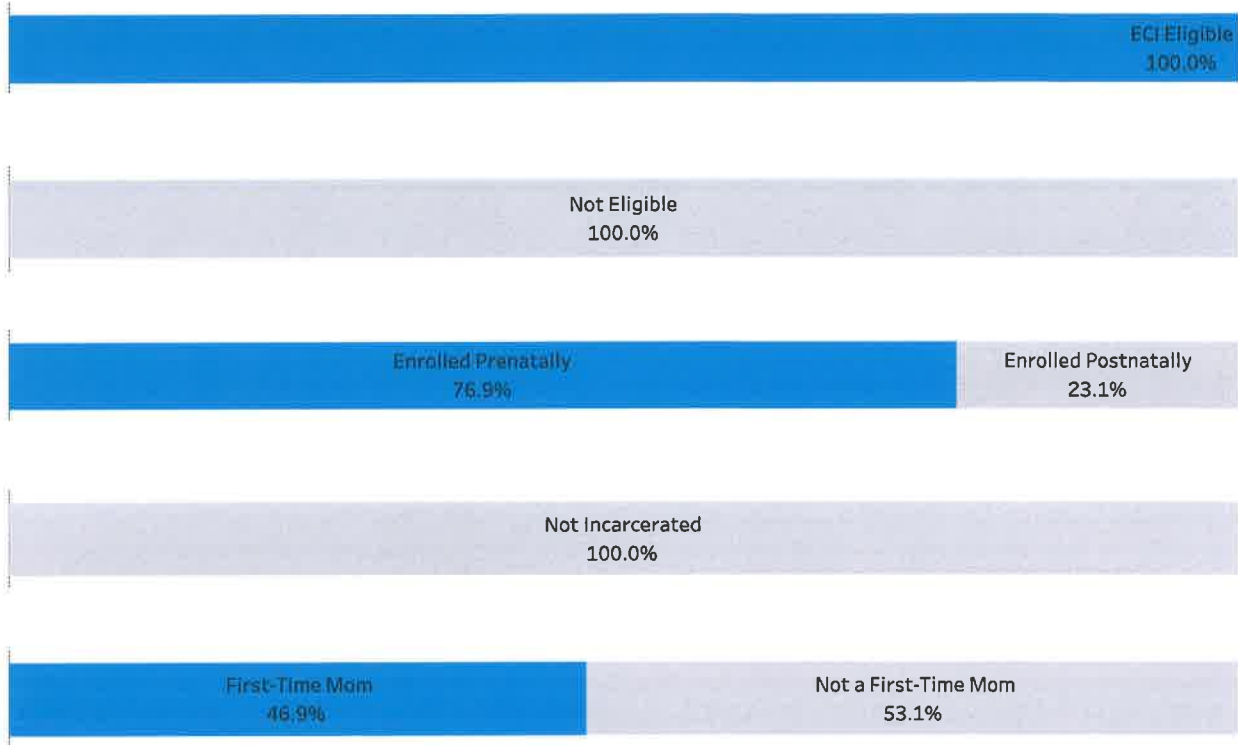 ECI Eligible
100.0%
Not Eligible
100.0%
Enrolled Prenatally
76.9%
Enrolled Postnatally
23.1%
Not Incarcerated
100.0%
First-Time Mom
46.9%
Not a First-Time Mom
53.1%